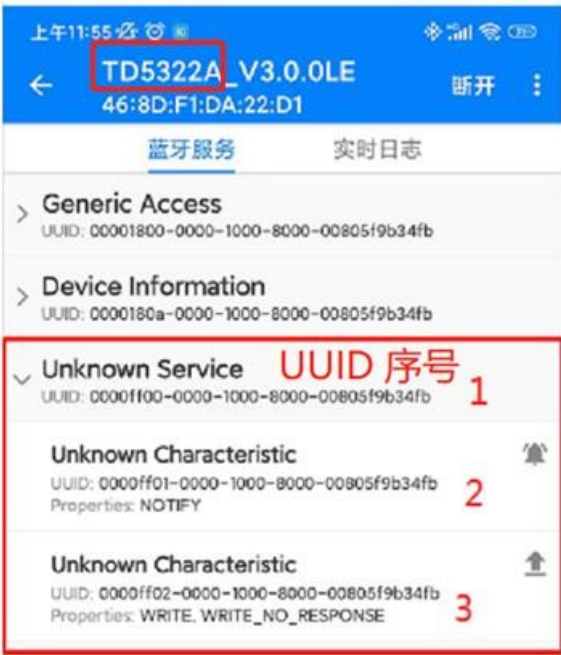 上午11:55
TD5322A_V3.0.0LE
断开
46:8D:F1:DA:22:D1
蓝牙服务 实时日志
Generic Access
UUID: 00001800-0000-1000-8000-00805f9b34fb
Device Information
UUID: 0000180a-0000-1000-8000-00805f9b34fb
Unknown Service
UUID 序号
UUID: 0000ff00-0000-1000-8000-00805f9b34fb
1
Unknown Characteristic
UUID: 0000ff01-0000-1000-8000-00805f9b34fb
2
Properties: NOTIFY
Unknown Characteristic
UUID: 0000ff02-0000-1000-8000-00805f9b34fb
3
Properties: WRITE, WRITE_NO_RESPONSE